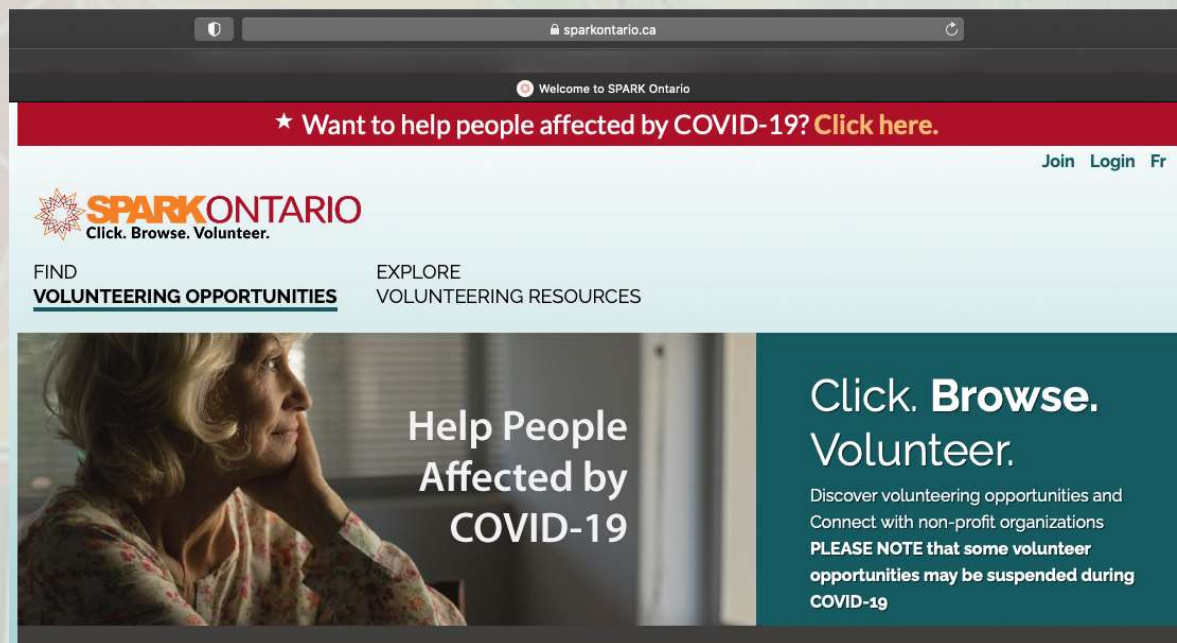 sparkontario.ca
Welcome to SPARK Ontario
★ Want to help people affected by COVID-19? Click here.
Join Login Fr
SPARKONTARIO
Click. Browse. Volunteer.
FIND
VOLUNTEERING OPPORTUNITIES
EXPLORE
VOLUNTEERING RESOURCES
Help People
Affected by
COVID-19
Click. Browse.
Volunteer.
Discover volunteering opportunities and
Connect with non-profit organizations
PLEASE NOTE that some volunteer
opportunities may be suspended during
COVID-19